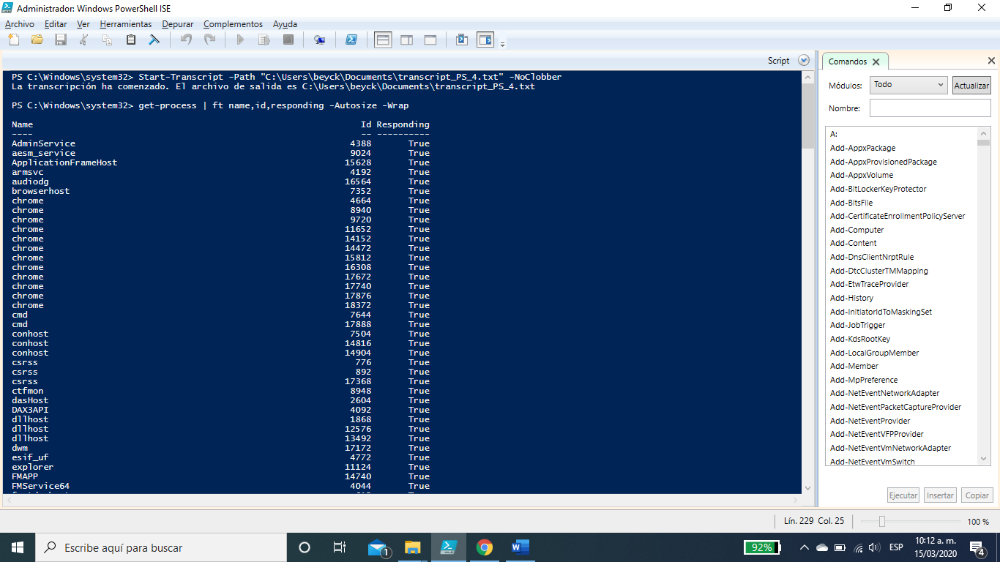 Administrador: Windows PowerShell ISE
Archivo Editar Ver Herramientas Depurar Complementos Ayuda
Script
PS C:\Windows\system32> Start-Transcript -Path "C:\Users\beyck\Documents\transcript_PS_4.txt" -NoClobber
La transcripción ha comenzado. El archivo de salida es C:\Users\beyck\Documents\transcript_PS_4.txt
PS C:\Windows\system32> get-process | ft name,id,responding -Autosize -Wrap
Name Id Responding
---- -- ----------
AdminService 4388 True
aesm_service 9024 True
ApplicationFrameHost 15628 True
armsvc 4192 True
audiodg 16564 True
browserhost 7352 True
chrome 4664 True
chrome 8940 True
chrome 9720 True
chrome 11652 True
chrome 14152 True
chrome 14472 True
chrome 15812 True
chrome 16308 True
chrome 17672 True
chrome 17740 True
chrome 17876 True
chrome 18372 True
cmd 7644 True
cmd 17888 True
conhost 7504 True
conhost 14816 True
conhost 14904 True
csrss 776 True
csrss 892 True
csrss 17368 True
ctfmon 8948 True
dasHost 2604 True
DAX3API 4092 True
dllhost 1868 True
dllhost 12576 True
dllhost 13492 True
dwm 17172 True
esif_uf 4772 True
explorer 11124 True
FMAPP 14740 True
FMService64 4044 True
Comandos
Módulos: Todo Actualizar
Nombre:
A:
Add-AppxPackage
Add-AppxProvisionedPackage
Add-AppxVolume
Add-BitLockerKeyProtector
Add-BitsFile
Add-CertificateEnrollmentPolicyServer
Add-Computer
Add-Content
Add-DnsClientNrptRule
Add-DtcClusterTMMapping
Add-EtwTraceProvider
Add-History
Add-InitiatorIdToMaskingSet
Add-JobTrigger
Add-KdsRootKey
Add-LocalGroupMember
Add-Member
Add-MpPreference
Add-NetEventNetworkAdapter
Add-NetEventPacketCaptureProvider
Add-NetEventProvider
Add-NetEventVFPProvider
Add-NetEventVmNetworkAdapter
Add-NetEventVmSwitch
Ejecutar Insertar Copiar
Lín. 229 Col. 25 100 %
Escribe aquí para buscar
1
92%
ESP
10:12 a. m.
15/03/2020
4